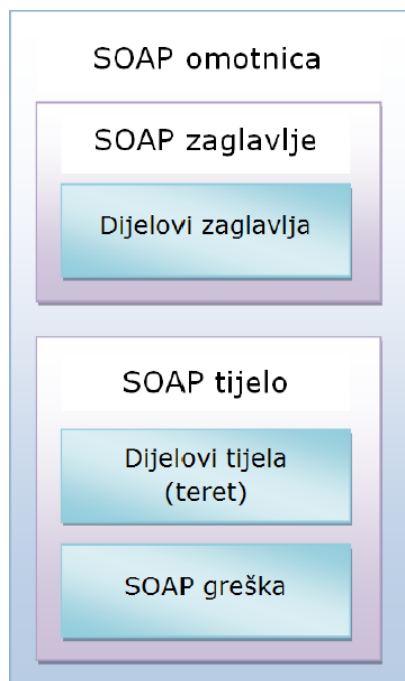 SOAP omotnica
SOAP zaglavlje
Dijelovi zaglavlja
SOAP tijelo
Dijelovi tijela
(teret)
SOAP greška